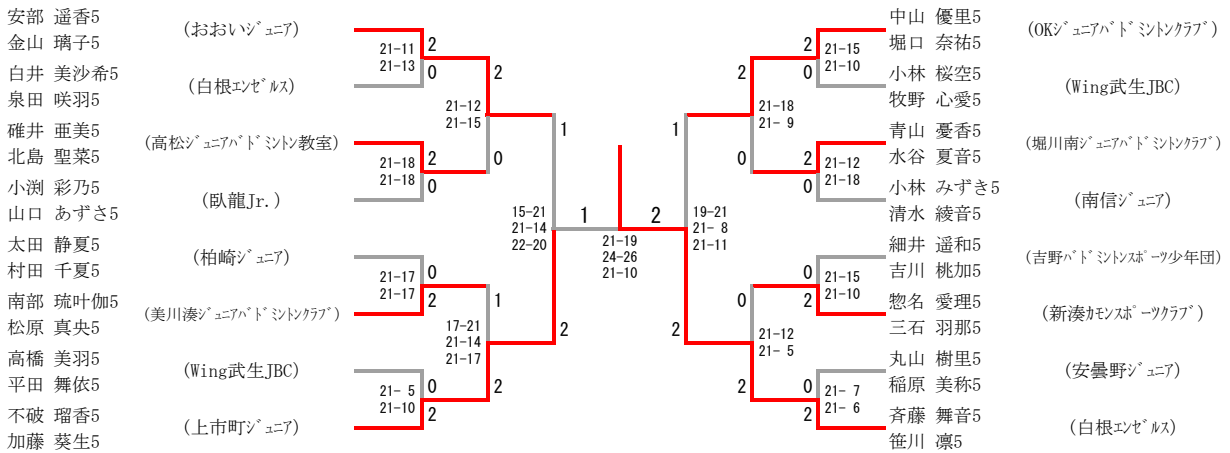 安部 遥香5
金山 璃子5
(おおいｼﾞｭﾆｱ)
白井 美沙希5
泉田 咲羽5
(白根ｴﾝｾﾞﾙｽ)
碓井 亜美5
北島 聖菜5
(高松ｼﾞｭﾆｱﾊﾞﾄﾞﾐﾝﾄﾝ教室)
小渕 彩乃5
山口 あずさ5
(臥龍Jr.)
太田 静夏5
村田 千夏5
(柏崎ｼﾞｭﾆｱ)
南部 琉叶伽5
松原 真央5
(美川湊ｼﾞｭﾆｱﾊﾞﾄﾞﾐﾝﾄﾝｸﾗﾌﾞ)
高橋 美羽5
平田 舞依5
(Wing武生JBC)
不破 瑠香5
加藤 葵生5
(上市町ｼﾞｭﾆｱ)
2
21-11
21-13
0
2
21-12
21-15
0
2
21-18
21-18
0
1
15-21
21-14
22-20
2
0
21-17
21-17
2
1
17-21
21-14
21-17
2
0
21- 5
21-10
2
1
2
21-19
24-26
21-10
2
21-15
21-10
0
2
21-18
21- 9
0
2
21-12
21-18
0
1
19-21
21- 8
21-11
2
0
21-15
21-10
2
0
21-12
21- 5
2
0
21- 7
21- 6
2
中山 優里5
堀口 奈祐5
(OKｼﾞｭﾆｱﾊﾞﾄﾞﾐﾝﾄﾝｸﾗﾌﾞ)
小林 桜空5
牧野 心愛5
(Wing武生JBC)
青山 憂香5
水谷 夏音5
(堀川南ｼﾞｭﾆｱﾊﾞﾄﾞﾐﾝﾄﾝｸﾗﾌﾞ)
小林 みずき5
清水 綾音5
(南信ｼﾞｭﾆｱ)
細井 遥和5
吉川 桃加5
(吉野ﾊﾞﾄﾞﾐﾝﾄﾝｽﾎﾟｰﾂ少年団)
惣名 愛理5
三石 羽那5
(新湊ｶﾓﾝｽﾎﾟｰﾂｸﾗﾌﾞ)
丸山 樹里5
稲原 美称5
(安曇野ｼﾞｭﾆｱ)
斉藤 舞音5
笹川 凛5
(白根ｴﾝｾﾞﾙｽ)